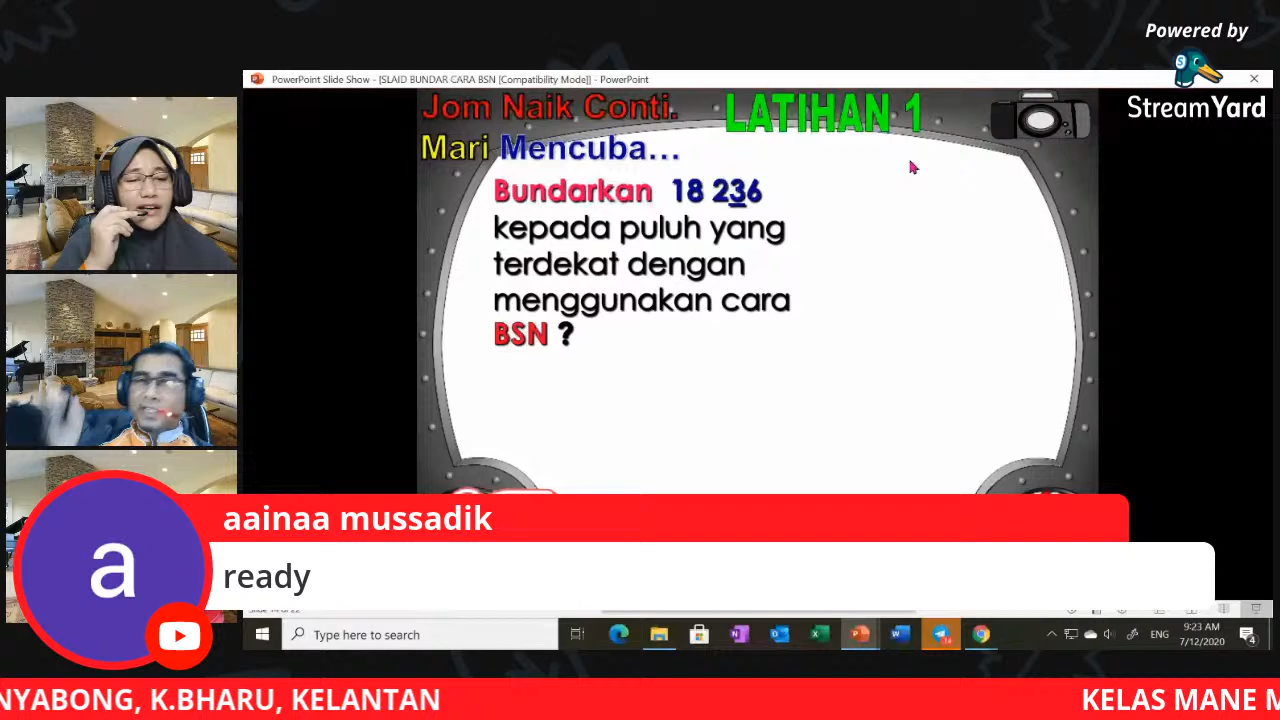 Powered by
StreamYard
PowerPoint Slide Show - [SLAID BUNDAR CARA BSN [Compatibility Mode]] - PowerPoint
Jom Naik Conti.
LATIHAN 1
Mari Mencuba...
Bundarkan 18 236
kepada puluh yang
terdekat dengan
menggunakan cara
BSN ?
aainaa mussadik
a
ready
Type here to search
ENG
9:23 AM
7/12/2020
4
NYABONG, K.BHARU, KELANTAN
KELAS MANE M